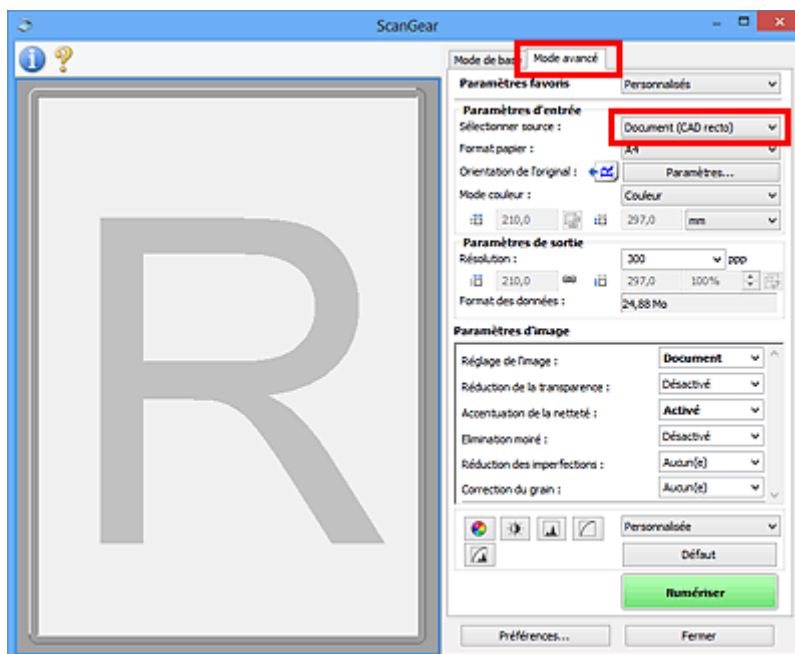 ScanGear
Mode de base Mode avancé
Paramètres favoris Personnalisés
Paramètres d'entrée
Sélectionner source : Document (CAD recto)
Format papier : A4
Orientation de l'original : Paramètres...
Mode couleur : Couleur
210,0 297,0 mm
Paramètres de sortie
Résolution : 300 ppp
210,0 297,0 100%
Format des données : 24,88 Mo
Paramètres d'image
Réglage de l'image : Document
Réduction de la transparence : Désactivé
Accentuation de la netteté : Activé
Elimination moiré : Désactivé
Réduction des imperfections : Aucun(e)
Correction du grain : Aucun(e)
Personnalisée
Défaut
Numériser
Préférences... Fermer
R